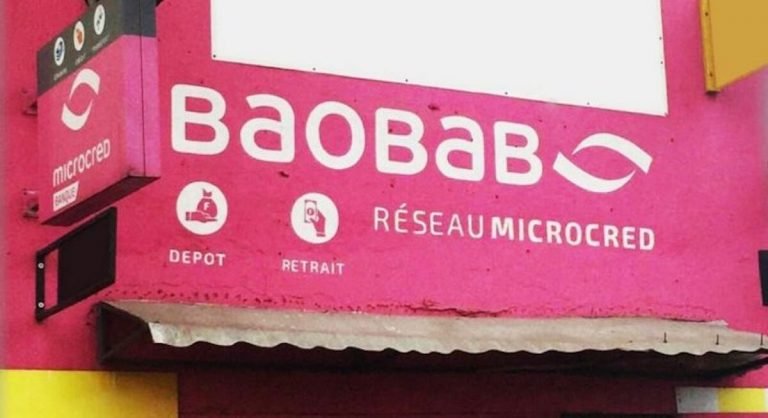 microcred
BANQUE
BAOBAB
RÉSEAU MICROCRED
DEPOT
RETRAIT